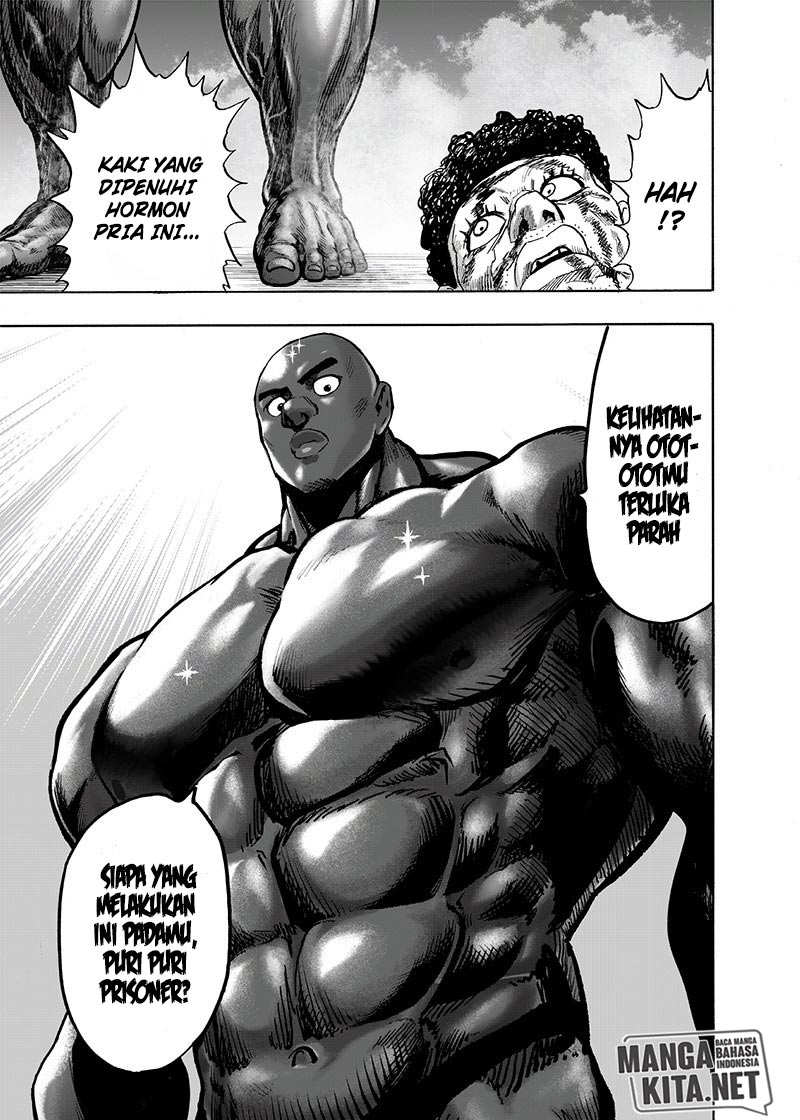 HAH
!?
KAKI YANG
DIPENUHI
HORMON
PRIA INI...
KELIHATAN-
NYA OTOT-
OTOTMU
TERLUKA
PARAH
SIAPA YANG
MELAKUKAN
INI PADAMU,
PURI PURI
PRISONER?
MANGA
KITA.NET
BACA MANGA
BAHASA
INDONESIA